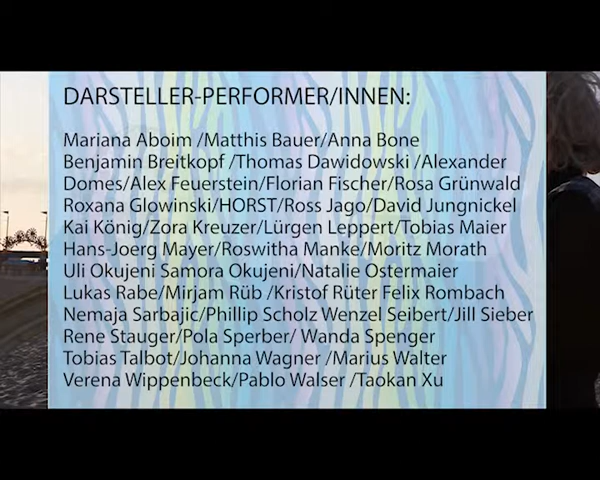 DARSTELLER-PERFORMER/INNEN:
Mariana Aboim /Matthis Bauer/Anna Bone
Benjamin Breitkopf /Thomas Dawidowski /Alexander
Domes/Alex Feuerstein/Florian Fischer/Rosa Grünwald
Roxana Glowinski/HORST/Ross Jago/David Jungnickel
Kai König/Zora Kreuzer/Lürgen Leppert/Tobias Maier
Hans-Joerg Mayer/Roswitha Manke/Moritz Morath
Uli Okujeni Samora Okujeni/Natalie Ostermaier
Lukas Rabe/Mirjam Rüb /Kristof Rüter Felix Rombach
Nemaja Sarbajic/Phillip Scholz Wenzel Seibert/Jill Sieber
Rene Stauger/Pola Sperber/ Wanda Spenger
Tobias Talbot/Johanna Wagner /Marius Walter
Verena Wippenbeck/Pablo Walser /Taokan Xu